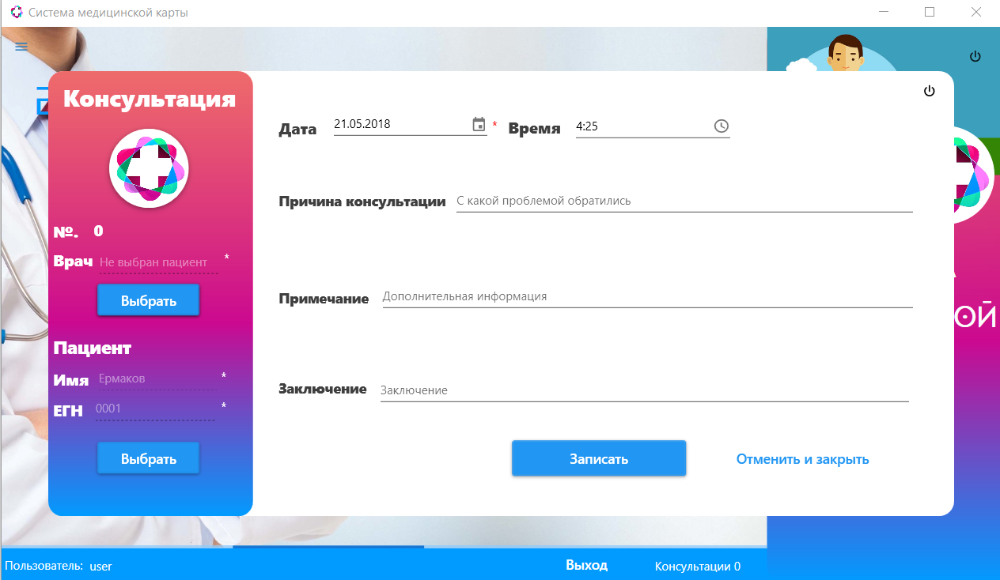 Система медицинской карты
Консультация
№. 0
Врач Не выбран пациент *
Выбрать
Пациент
Имя Ермаков *
ЕГН 0001 *
Выбрать
Дата 21.05.2018 * Время 4:25
Причина консультации С какой проблемой обратились
Примечание Дополнительная информация
Заключение Заключение
Записать Отменить и закрыть
Пользователь: user Выход Консультации 0